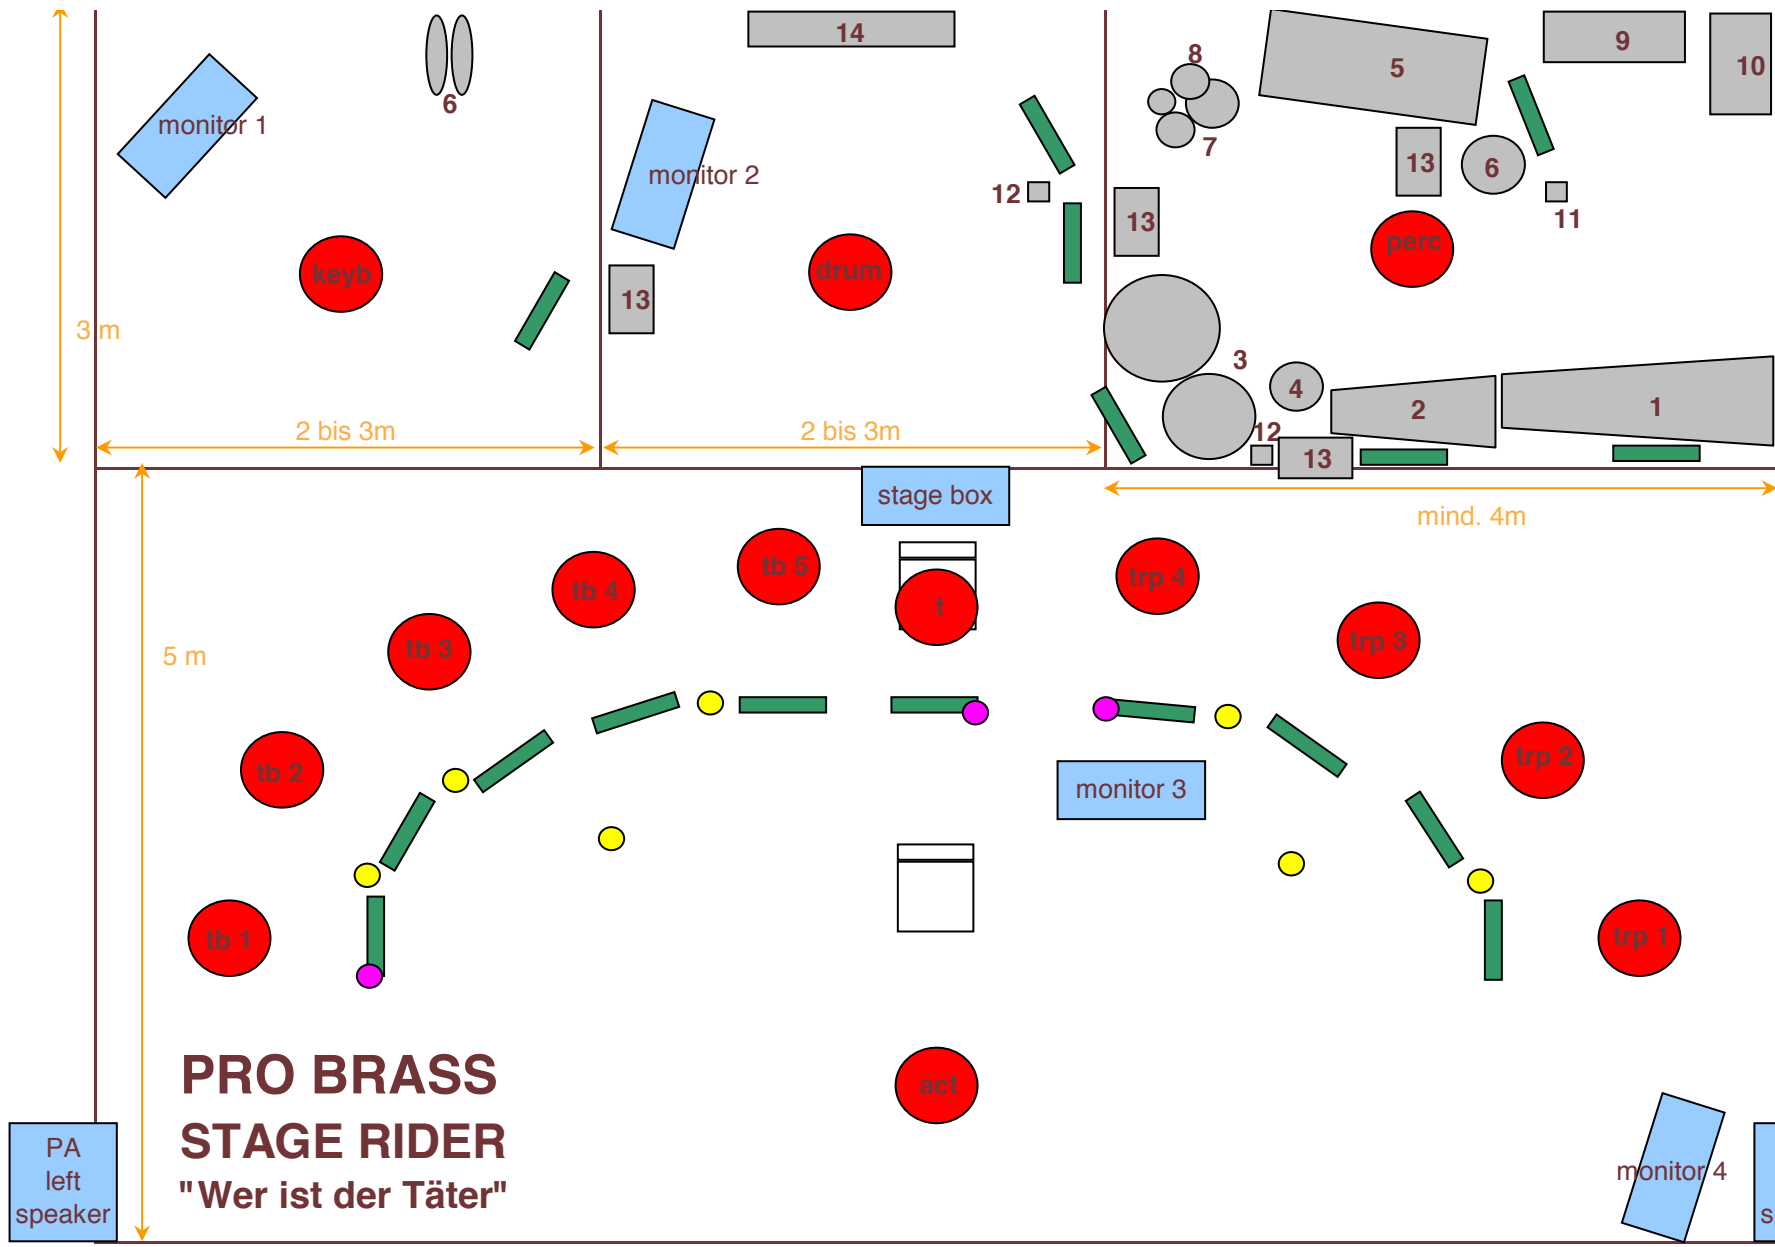 14
8
5
9
10
6
monitor 1
monitor 2
7
13
6
12
13
11
keyb
drum
perc
13
3 m
3
4
2
1
2 bis 3m
2 bis 3m
12
13
stage box
mind. 4m
tb 5
trp 4
tb 4
t
tb 3
trp 3
5 m
tb 2
trp 2
monitor 3
tb 1
trp 1
PRO BRASS
act
STAGE RIDER
"Wer ist der Täter"
PA
left
speaker
monitor 4
s